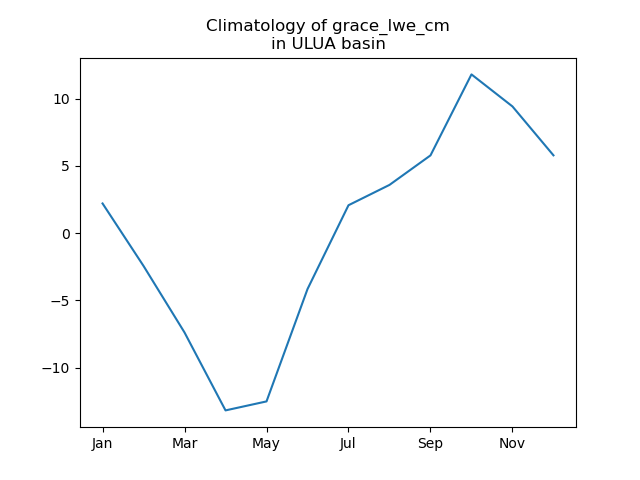 Climatology of grace_lwe_cm
in ULUA basin
10
5
0
−5
−10
Jan
Mar
May
Jul
Sep
Nov